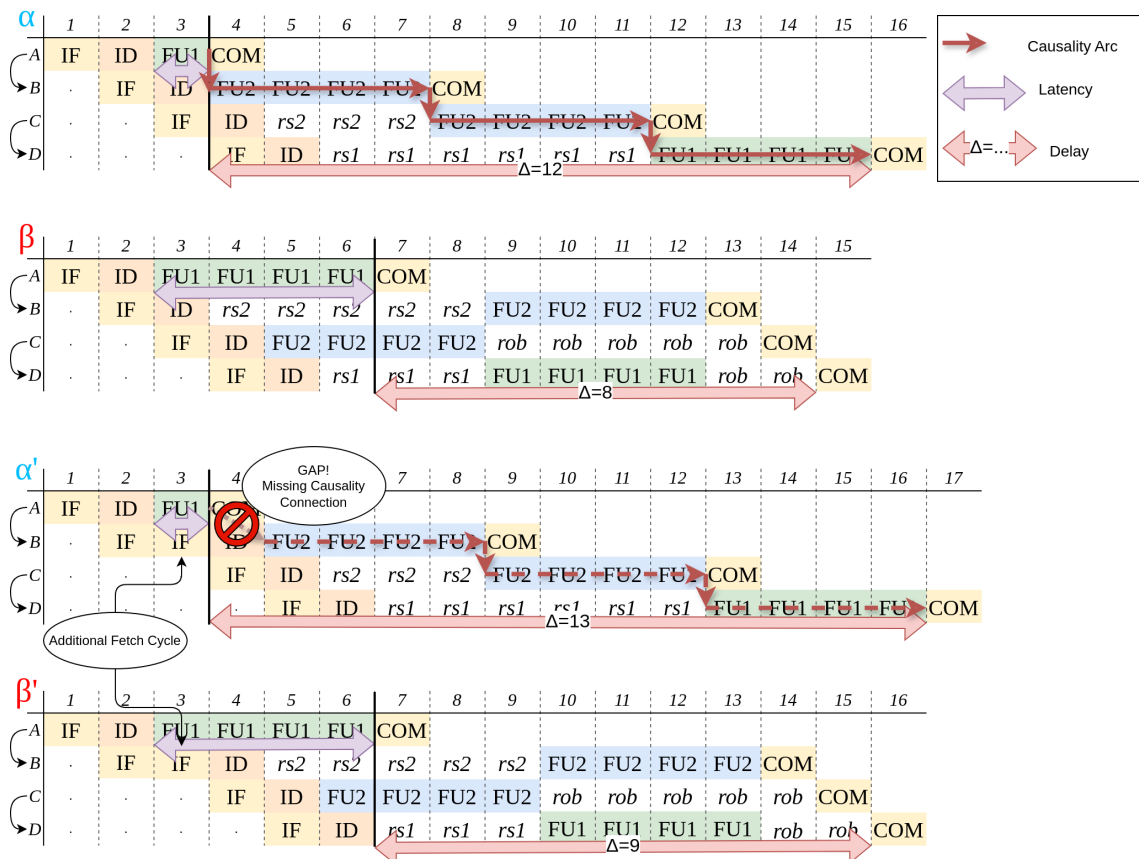 α 1 2 3 4 5 6 7 8 9 10 11 12 13 14 15 16
A IF ID FU1 COM
B . IF ID FU2 FU2 FU2 FU2 COM
C . . IF ID rs2 rs2 rs2 FU2 FU2 FU2 FU2 COM
D . . . IF ID rs1 rs1 rs1 rs1 rs1 rs1 FU1 FU1 FU1 FU1 COM
Δ=12
Causality Arc
Latency
Δ=...
Delay
β 1 2 3 4 5 6 7 8 9 10 11 12 13 14 15
A IF ID FU1 FU1 FU1 FU1 COM
B . IF ID rs2 rs2 rs2 rs2 rs2 FU2 FU2 FU2 FU2 COM
C . . IF ID FU2 FU2 FU2 FU2 rob rob rob rob rob COM
D . . . IF ID rs1 rs1 rs1 FU1 FU1 FU1 FU1 rob rob COM
Δ=8
α' 1 2 3 4 7 8 9 10 11 12 13 14 15 16 17
GAP!
Missing Causality
Connection
A IF ID FU1 COM
B . IF IF ID FU2 FU2 FU2 FU2 COM
C . . IF ID rs2 rs2 rs2 FU2 FU2 FU2 FU2 COM
D . . . IF ID rs1 rs1 rs1 rs1 rs1 rs1 FU1 FU1 FU1 FU1 COM
Δ=13
Additional Fetch Cycle
β' 1 2 3 4 5 6 7 8 9 10 11 12 13 14 15 16
A IF ID FU1 FU1 FU1 FU1 COM
B . IF IF ID rs2 rs2 rs2 rs2 rs2 FU2 FU2 FU2 FU2 COM
C . . . IF ID FU2 FU2 FU2 FU2 rob rob rob rob rob COM
D . . . . IF ID rs1 rs1 rs1 FU1 FU1 FU1 FU1 rob rob COM
Δ=9